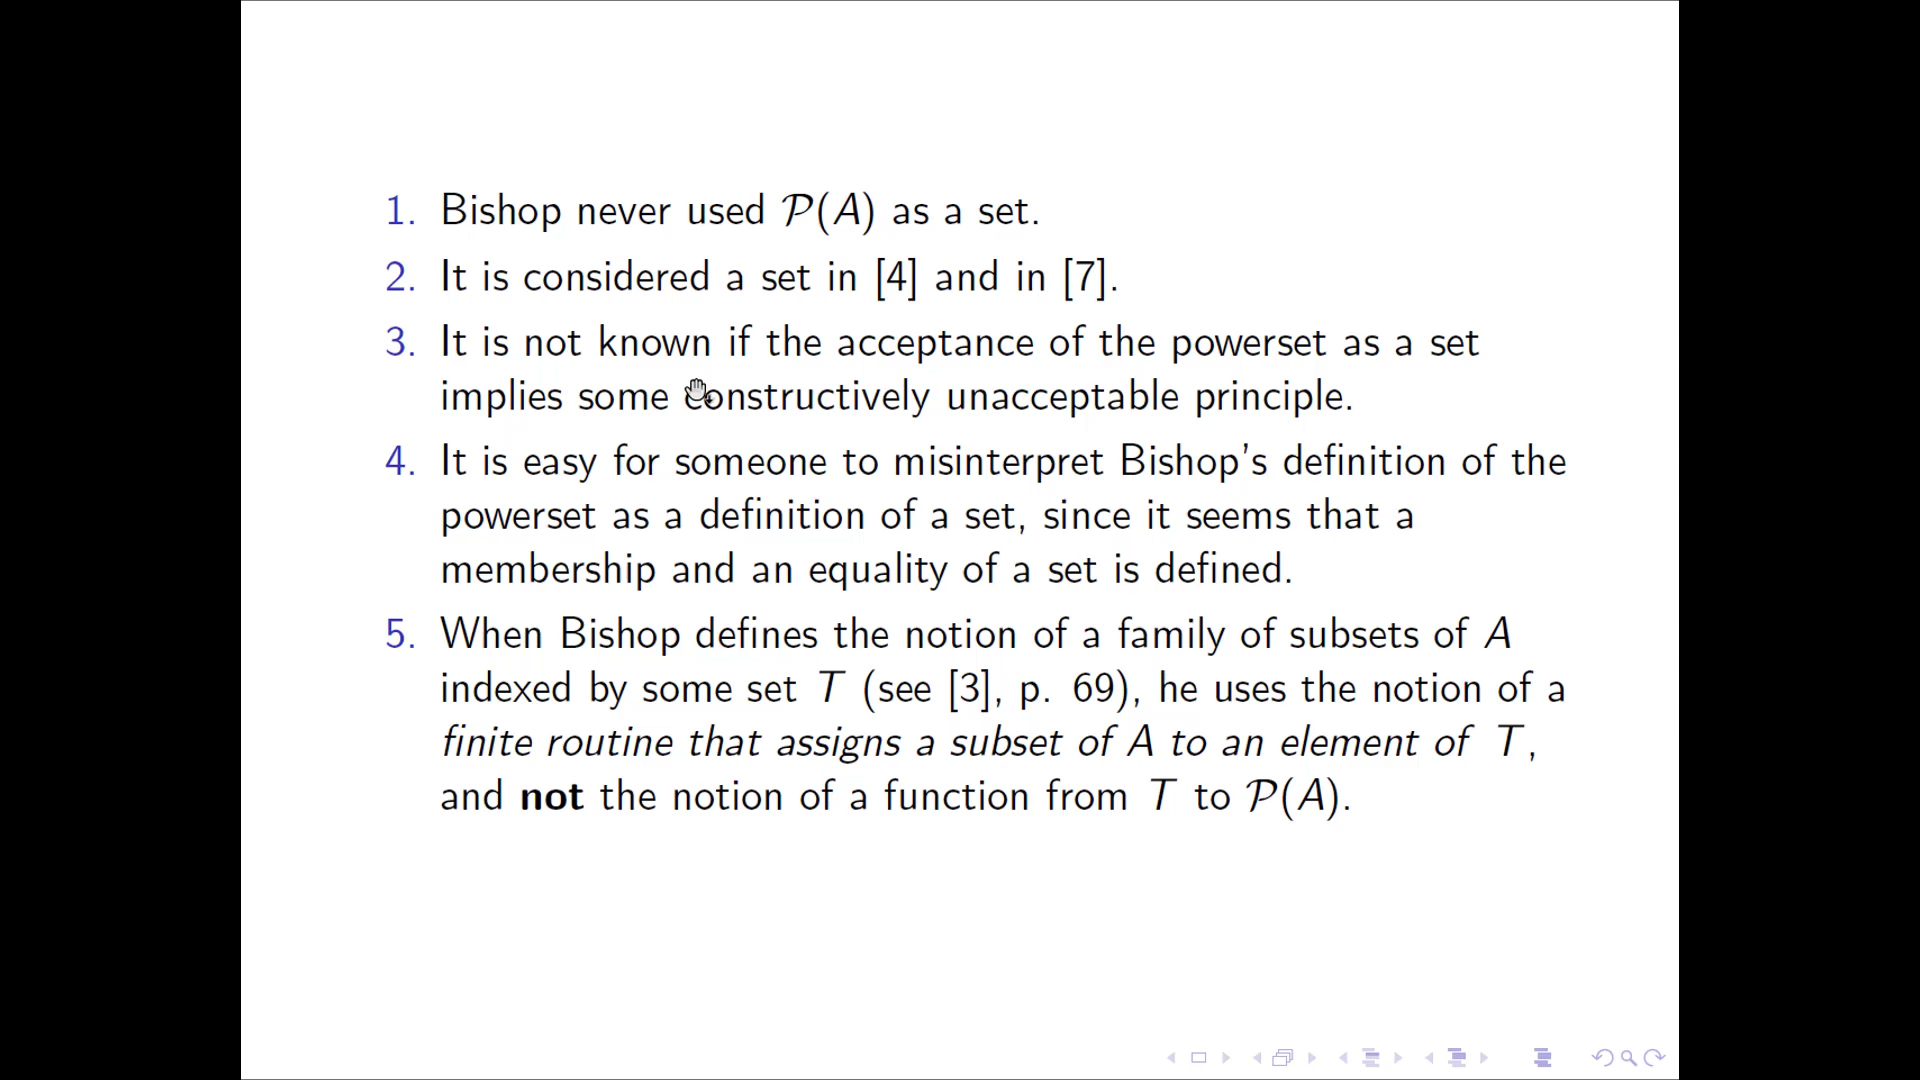 1. Bishop never used 𝒫(A) as a set.
2. It is considered a set in [4] and in [7].
3. It is not known if the acceptance of the powerset as a set
implies some constructively unacceptable principle.
4. It is easy for someone to misinterpret Bishop's definition of the
powerset as a definition of a set, since it seems that a
membership and an equality of a set is defined.
5. When Bishop defines the notion of a family of subsets of A
indexed by some set T (see [3], p. 69), he uses the notion of a
finite routine that assigns a subset of A to an element of T,
and not the notion of a function from T to 𝒫(A).